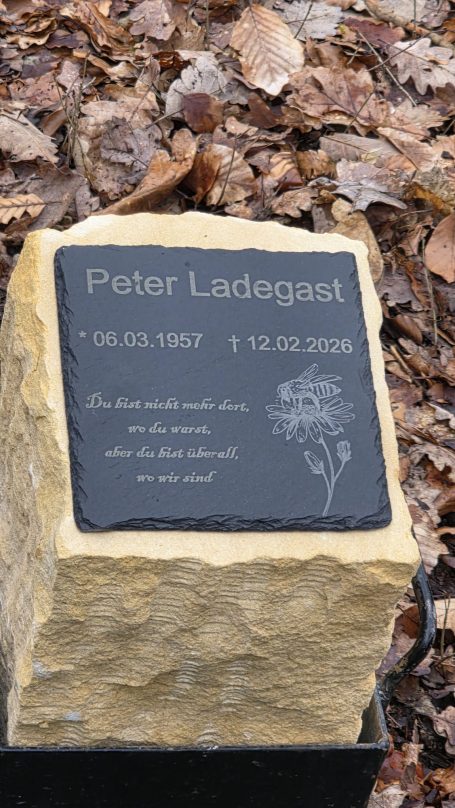 Peter Ladegast
* 06.03.1957 † 12.02.2026
Du bist nicht mehr dort,
wo du warst,
aber du bist überall,
wo wir sind